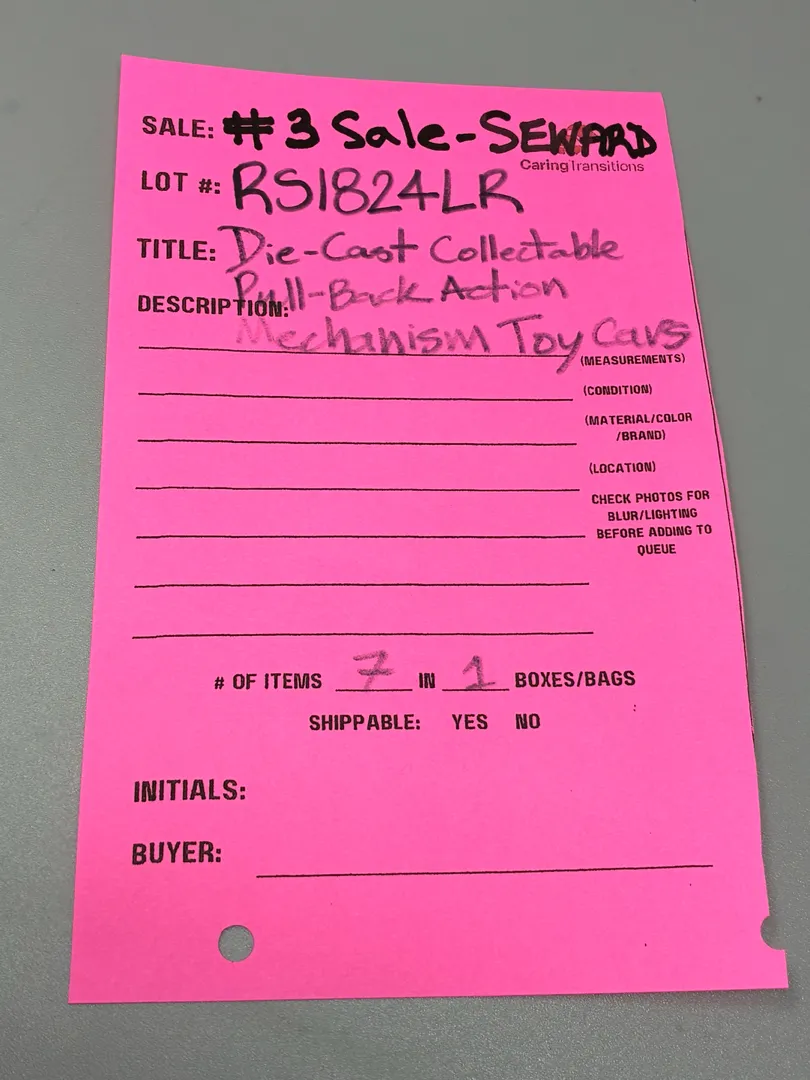 SALE: #3 Sale-SEWARD
CaringTransitions
LOT #: RS1824LR
TITLE: Die-Cast Collectable
DESCRIPTION: Pull-Back Action
Mechanism Toy Cars
(MEASUREMENTS)
(CONDITION)
(MATERIAL/COLOR
/BRAND)
(LOCATION)
CHECK PHOTOS FOR
BLUR/LIGHTING
BEFORE ADDING TO
QUEUE
# OF ITEMS 7 IN 1 BOXES/BAGS
SHIPPABLE: YES NO
INITIALS:
BUYER: